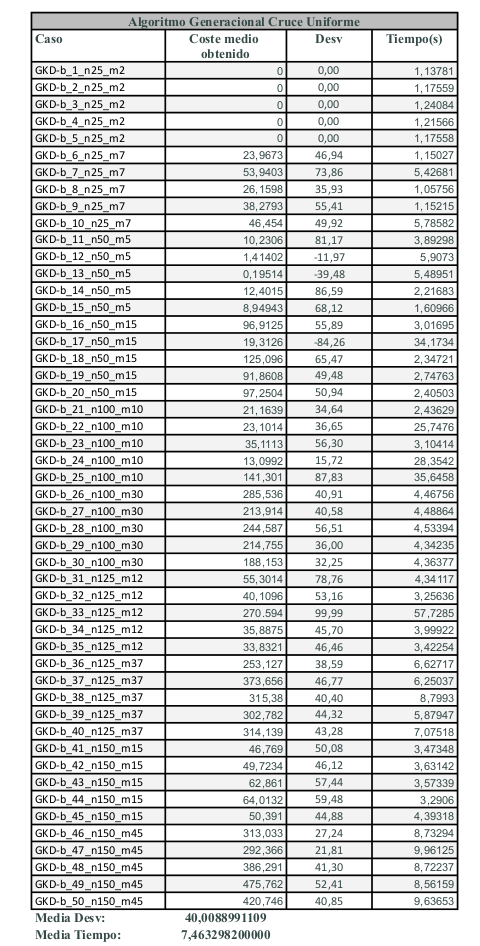 Algoritmo Generacional Cruce Uniforme
Caso Coste medio obtenido Desv Tiempo(s)
GKD-b_1_n25_m2 0 0,00 1,13781
GKD-b_2_n25_m2 0 0,00 1,17559
GKD-b_3_n25_m2 0 0,00 1,24084
GKD-b_4_n25_m2 0 0,00 1,21566
GKD-b_5_n25_m2 0 0,00 1,17558
GKD-b_6_n25_m7 23,9673 46,94 1,15027
GKD-b_7_n25_m7 53,9403 73,86 5,42681
GKD-b_8_n25_m7 26,1598 35,93 1,05756
GKD-b_9_n25_m7 38,2793 55,41 1,15215
GKD-b_10_n25_m7 46,454 49,92 5,78582
GKD-b_11_n50_m5 10,2306 81,17 3,89298
GKD-b_12_n50_m5 1,41402 -11,97 5,9073
GKD-b_13_n50_m5 0,19514 -39,48 5,48951
GKD-b_14_n50_m5 12,4015 86,59 2,21683
GKD-b_15_n50_m5 8,94943 68,12 1,60966
GKD-b_16_n50_m15 96,9125 55,89 3,01695
GKD-b_17_n50_m15 19,3126 -84,26 34,1734
GKD-b_18_n50_m15 125,096 65,47 2,34721
GKD-b_19_n50_m15 91,8608 49,48 2,74763
GKD-b_20_n50_m15 97,2504 50,94 2,40503
GKD-b_21_n100_m10 21,1639 34,64 2,43629
GKD-b_22_n100_m10 23,1014 36,65 25,7476
GKD-b_23_n100_m10 35,1113 56,30 3,10414
GKD-b_24_n100_m10 13,0992 15,72 28,3542
GKD-b_25_n100_m10 141,301 87,83 35,6458
GKD-b_26_n100_m30 285,536 40,91 4,46756
GKD-b_27_n100_m30 213,914 40,58 4,48864
GKD-b_28_n100_m30 244,587 56,51 4,53394
GKD-b_29_n100_m30 214,755 36,00 4,34235
GKD-b_30_n100_m30 188,153 32,25 4,36377
GKD-b_31_n125_m12 55,3014 78,76 4,34117
GKD-b_32_n125_m12 40,1096 53,16 3,25636
GKD-b_33_n125_m12 270.594 99,99 57,7285
GKD-b_34_n125_m12 35,8875 45,70 3,99922
GKD-b_35_n125_m12 33,8321 46,46 3,42254
GKD-b_36_n125_m37 253,127 38,59 6,62717
GKD-b_37_n125_m37 373,656 46,77 6,25037
GKD-b_38_n125_m37 315,38 40,40 8,7993
GKD-b_39_n125_m37 302,782 44,32 5,87947
GKD-b_40_n125_m37 314,139 43,28 7,07518
GKD-b_41_n150_m15 46,769 50,08 3,47348
GKD-b_42_n150_m15 49,7234 46,12 3,63142
GKD-b_43_n150_m15 62,861 57,44 3,57339
GKD-b_44_n150_m15 64,0132 59,48 3,2906
GKD-b_45_n150_m15 50,391 44,88 4,39318
GKD-b_46_n150_m45 313,033 27,24 8,73294
GKD-b_47_n150_m45 292,366 21,81 9,96125
GKD-b_48_n150_m45 386,291 41,30 8,72237
GKD-b_49_n150_m45 475,762 52,41 8,56159
GKD-b_50_n150_m45 420,746 40,85 9,63653
Media Desv: 40,0088991109
Media Tiempo: 7,463298200000